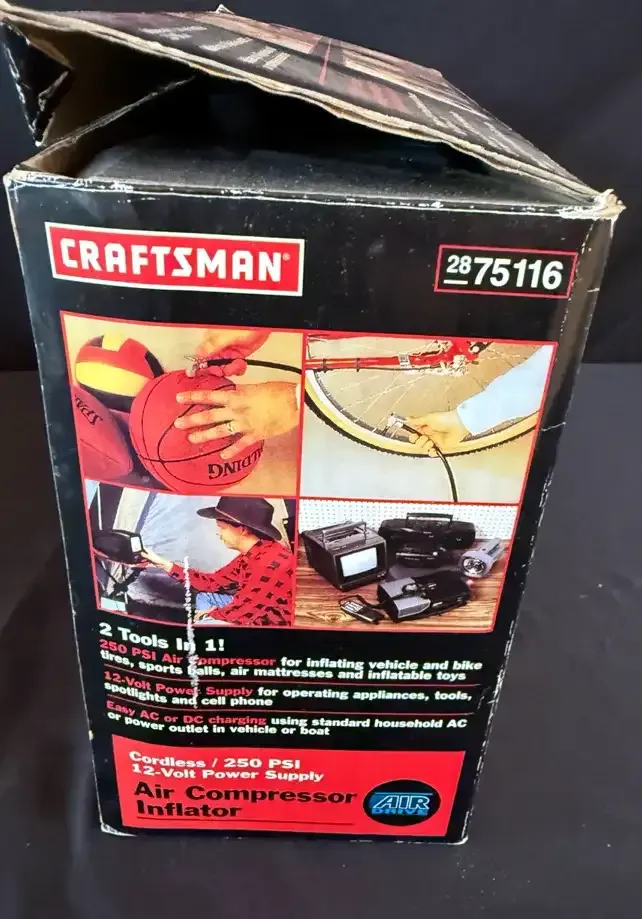 CRAFTSMAN®
28 75116
SPA
LDING
2 Tools In 1!
250 PSI Air Compressor for inflating vehicle and bike
tires, sports balls, air mattresses and inflatable toys
12-Volt Power Supply for operating appliances, tools,
spotlights and cell phone
Easy AC or DC charging using standard household AC
or power outlet in vehicle or boat
Cordless / 250 PSI
12-Volt Power Supply
Air Compressor
Inflator
AIR
DRIVE